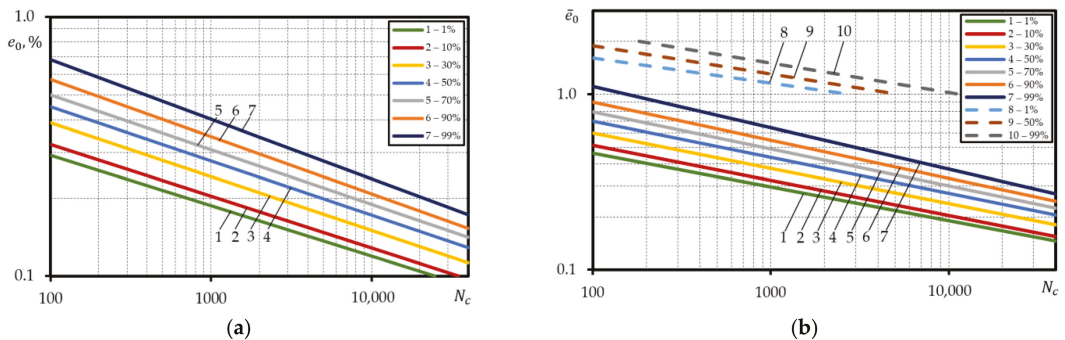 1.0
e₀, %
0.1
100
1000
10,000
N_c
5
6
7
1
2
3
4
1 – 1%
2 – 10%
3 – 30%
4 – 50%
5 – 70%
6 – 90%
7 – 99%
(a)
ē₀
1.0
0.1
100
1000
10,000
N_c
8
9
10
1
2
3
4
5
6
7
1 – 1%
2 – 10%
3 – 30%
4 – 50%
5 – 70%
6 – 90%
7 – 99%
8 – 1%
9 – 50%
10 – 99%
(b)